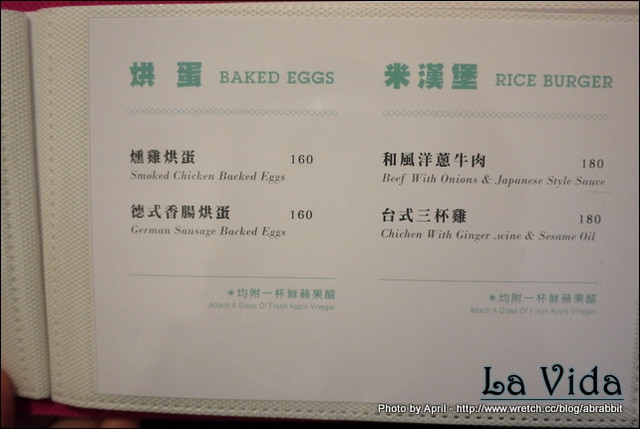 烘蛋 BAKED EGGS
燻雞烘蛋 160
Smoked Chicken Backed Eggs
德式香腸烘蛋 160
German Sausage Backed Eggs
＊均附一杯鮮蘋果醋
Attach A Glass Of Fresh Apple Vinegar
米漢堡 RICE BURGER
和風洋蔥牛肉 180
Beef With Onions & Japanese Style Sauce
台式三杯雞 180
Chichen With Ginger ,wine & Sesame Oil
＊均附一杯鮮蘋果醋
Attach A Glass Of Fresh Apple Vinegar
La Vida
Photo by April - http://www.wretch.cc/blog/abrabbit